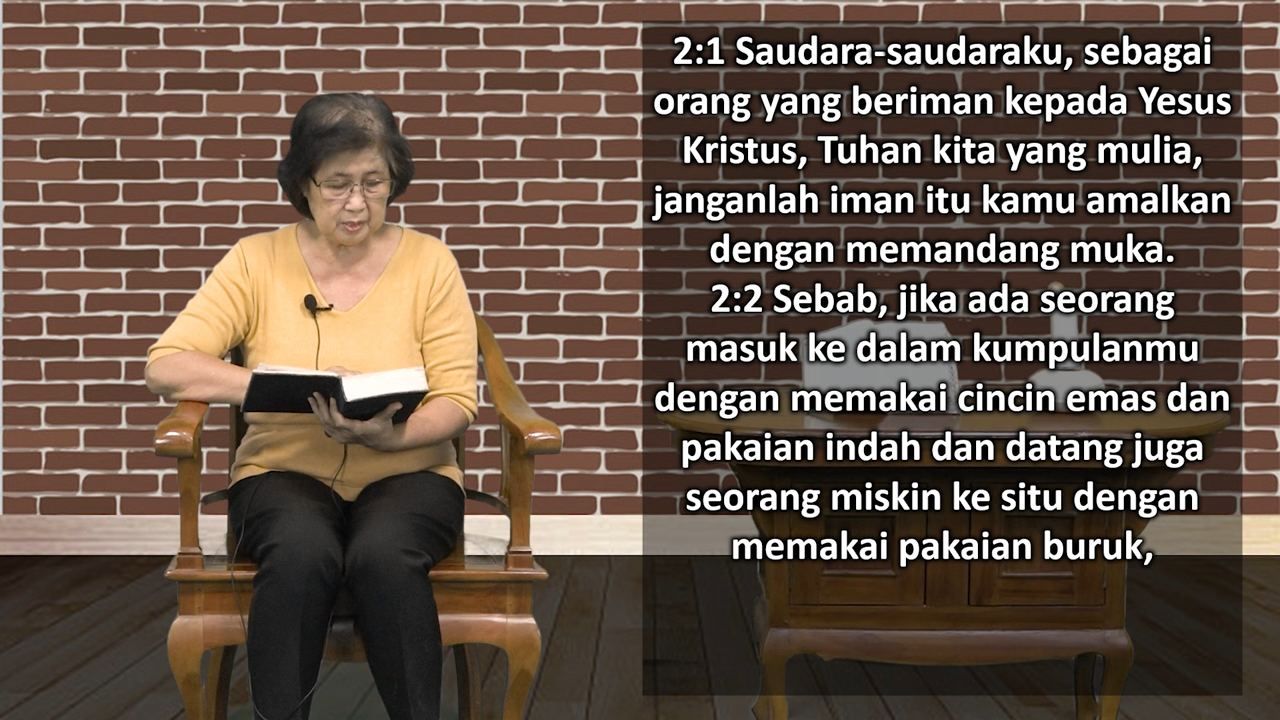 2:1 Saudara-saudaraku, sebagai
orang yang beriman kepada Yesus
Kristus, Tuhan kita yang mulia,
janganlah iman itu kamu amalkan
dengan memandang muka.
2:2 Sebab, jika ada seorang
masuk ke dalam kumpulanmu
dengan memakai cincin emas dan
pakaian indah dan datang juga
seorang miskin ke situ dengan
memakai pakaian buruk,